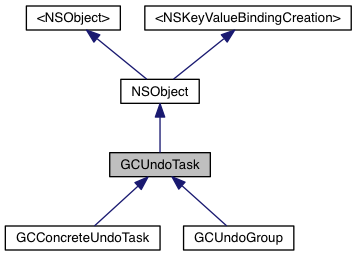 <NSObject>
<NSKeyValueBindingCreation>
NSObject
GCUndoTask
GCConcreteUndoTask
GCUndoGroup